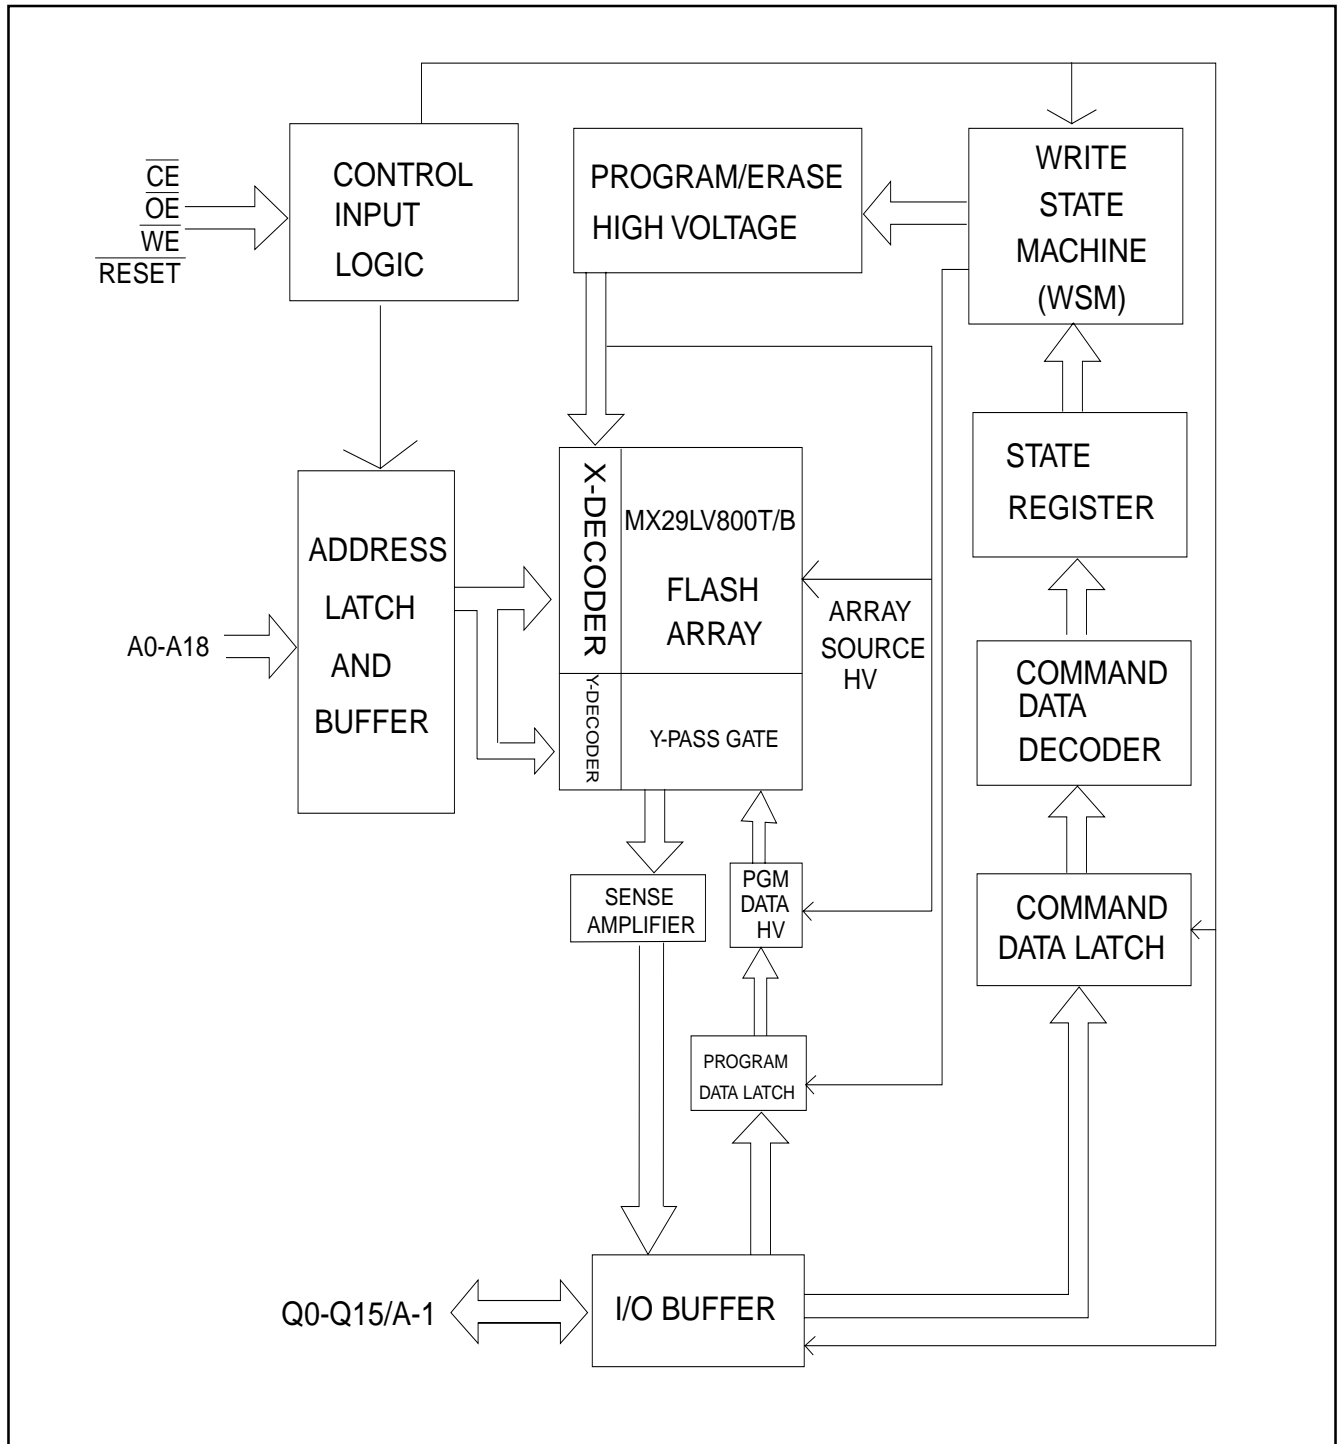 CE
OE
WE
RESET
CONTROL
INPUT
LOGIC
PROGRAM/ERASE
HIGH VOLTAGE
WRITE
STATE
MACHINE
(WSM)
STATE
REGISTER
ADDRESS
LATCH
AND
BUFFER
A0-A18
X-DECODER
MX29LV800T/B
FLASH
ARRAY
ARRAY
SOURCE
HV
Y-DECODER
Y-PASS GATE
COMMAND
DATA
DECODER
SENSE
AMPLIFIER
PGM
DATA
HV
COMMAND
DATA LATCH
PROGRAM
DATA LATCH
Q0-Q15/A-1
I/O BUFFER